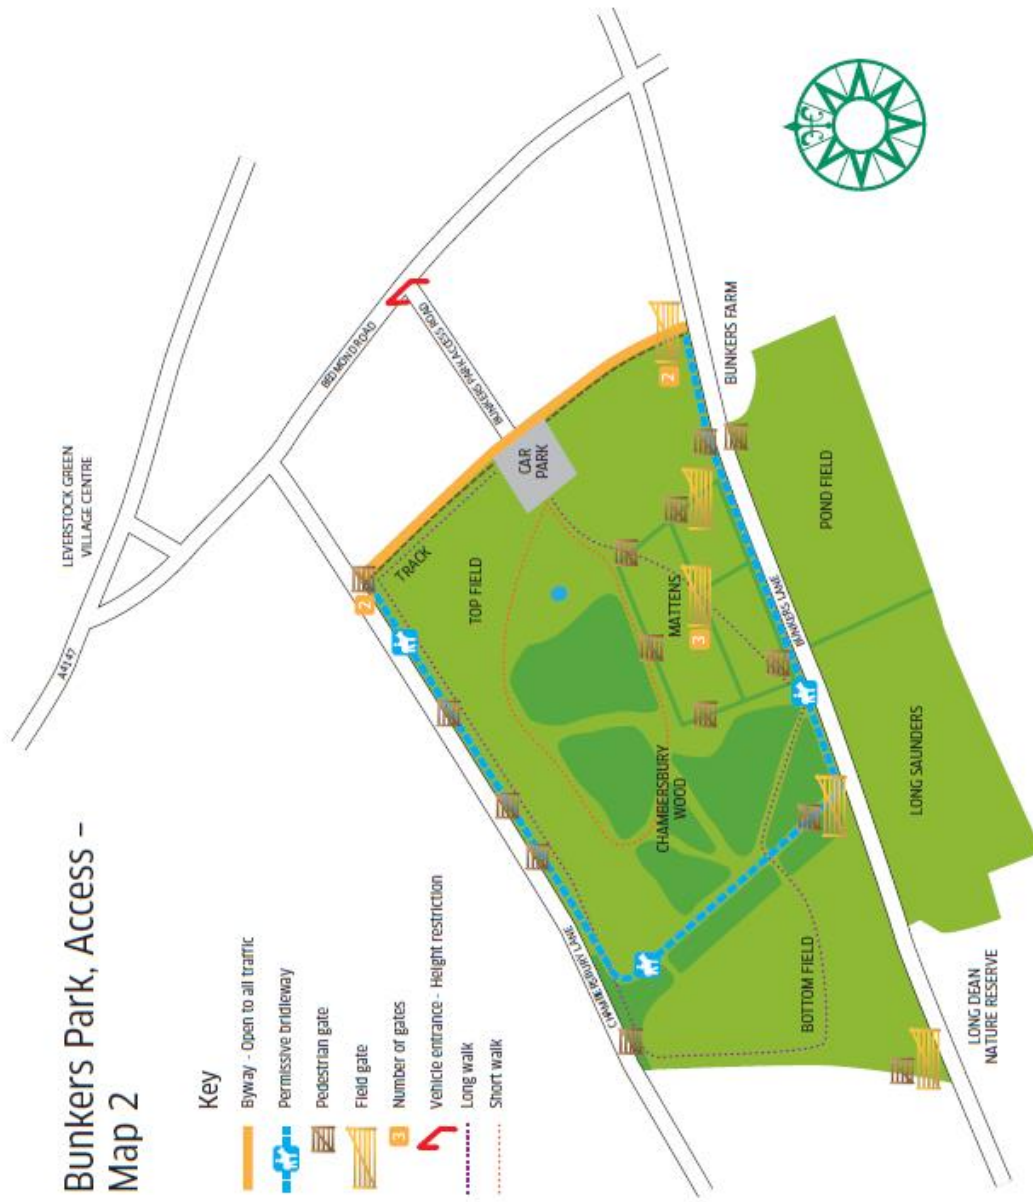 Bunkers Park, Access –
Map 2
Key
Byway - Open to all traffic
Permissive bridleway
Pedestrian gate
Field gate
3
Number of gates
Vehicle entrance - Height restriction
Long walk
Short walk
LEVERSTOCK GREEN
VILLAGE CENTRE
A4147
BEDMOND ROAD
BUNKERS PARK ACCESS ROAD
CAR
PARK
TRACK
2
TOP FIELD
MATTENS
3
2
CHAMBERSBURY
WOOD
CHAMBERSBURY LANE
BOTTOM FIELD
BUNKERS LANE
BUNKERS FARM
POND FIELD
LONG SAUNDERS
LONG DEAN
NATURE RESERVE